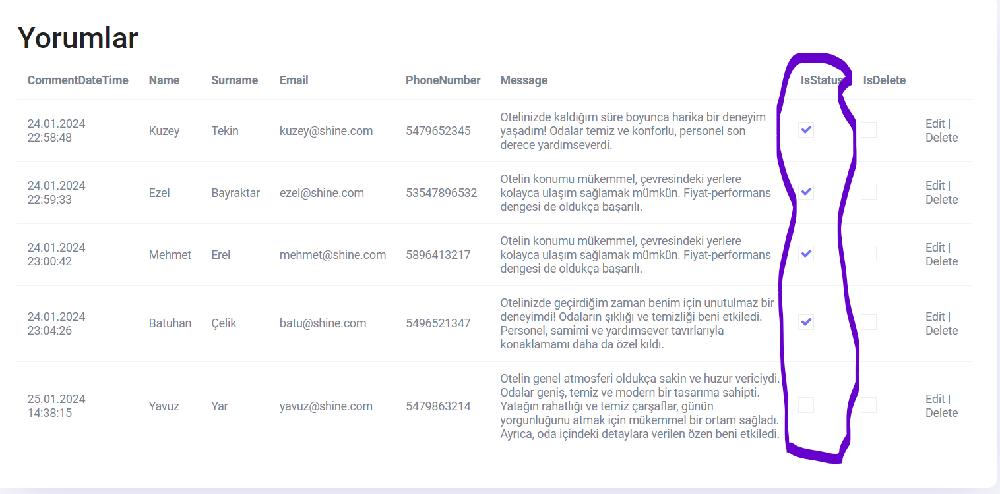 Yorumlar
CommentDateTime Name Surname Email PhoneNumber Message IsStatus IsDelete
24.01.2024
22:58:48
Kuzey
Tekin
kuzey@shine.com
5479652345
Otelinizde kaldığım süre boyunca harika bir deneyim
yaşadım! Odalar temiz ve konforlu, personel son
derece yardımseverdi.
Edit |
Delete
24.01.2024
22:59:33
Ezel
Bayraktar
ezel@shine.com
53547896532
Otelin konumu mükemmel, çevresindeki yerlere
kolayca ulaşım sağlamak mümkün. Fiyat-performans
dengesi de oldukça başarılı.
Edit |
Delete
24.01.2024
23:00:42
Mehmet
Erel
mehmet@shine.com
5896413217
Otelin konumu mükemmel, çevresindeki yerlere
kolayca ulaşım sağlamak mümkün. Fiyat-performans
dengesi de oldukça başarılı.
Edit |
Delete
24.01.2024
23:04:26
Batuhan
Çelik
batu@shine.com
5496521347
Otelinizde geçirdiğim zaman benim için unutulmaz bir
deneyimdi! Odaların şıklığı ve temizliği beni etkiledi.
Personel, samimi ve yardımsever tavırlarıyla
konaklamamı daha da özel kıldı.
Edit |
Delete
25.01.2024
14:38:15
Yavuz
Yar
yavuz@shine.com
5479863214
Otelin genel atmosferi oldukça sakin ve huzur vericiydi.
Odalar geniş, temiz ve modern bir tasarıma sahipti.
Yatağın rahatlığı ve temiz çarşaflar, günün
yorgunluğunu atmak için mükemmel bir ortam sağladı.
Ayrıca, oda içindeki detaylara verilen özen beni etkiledi.
Edit |
Delete